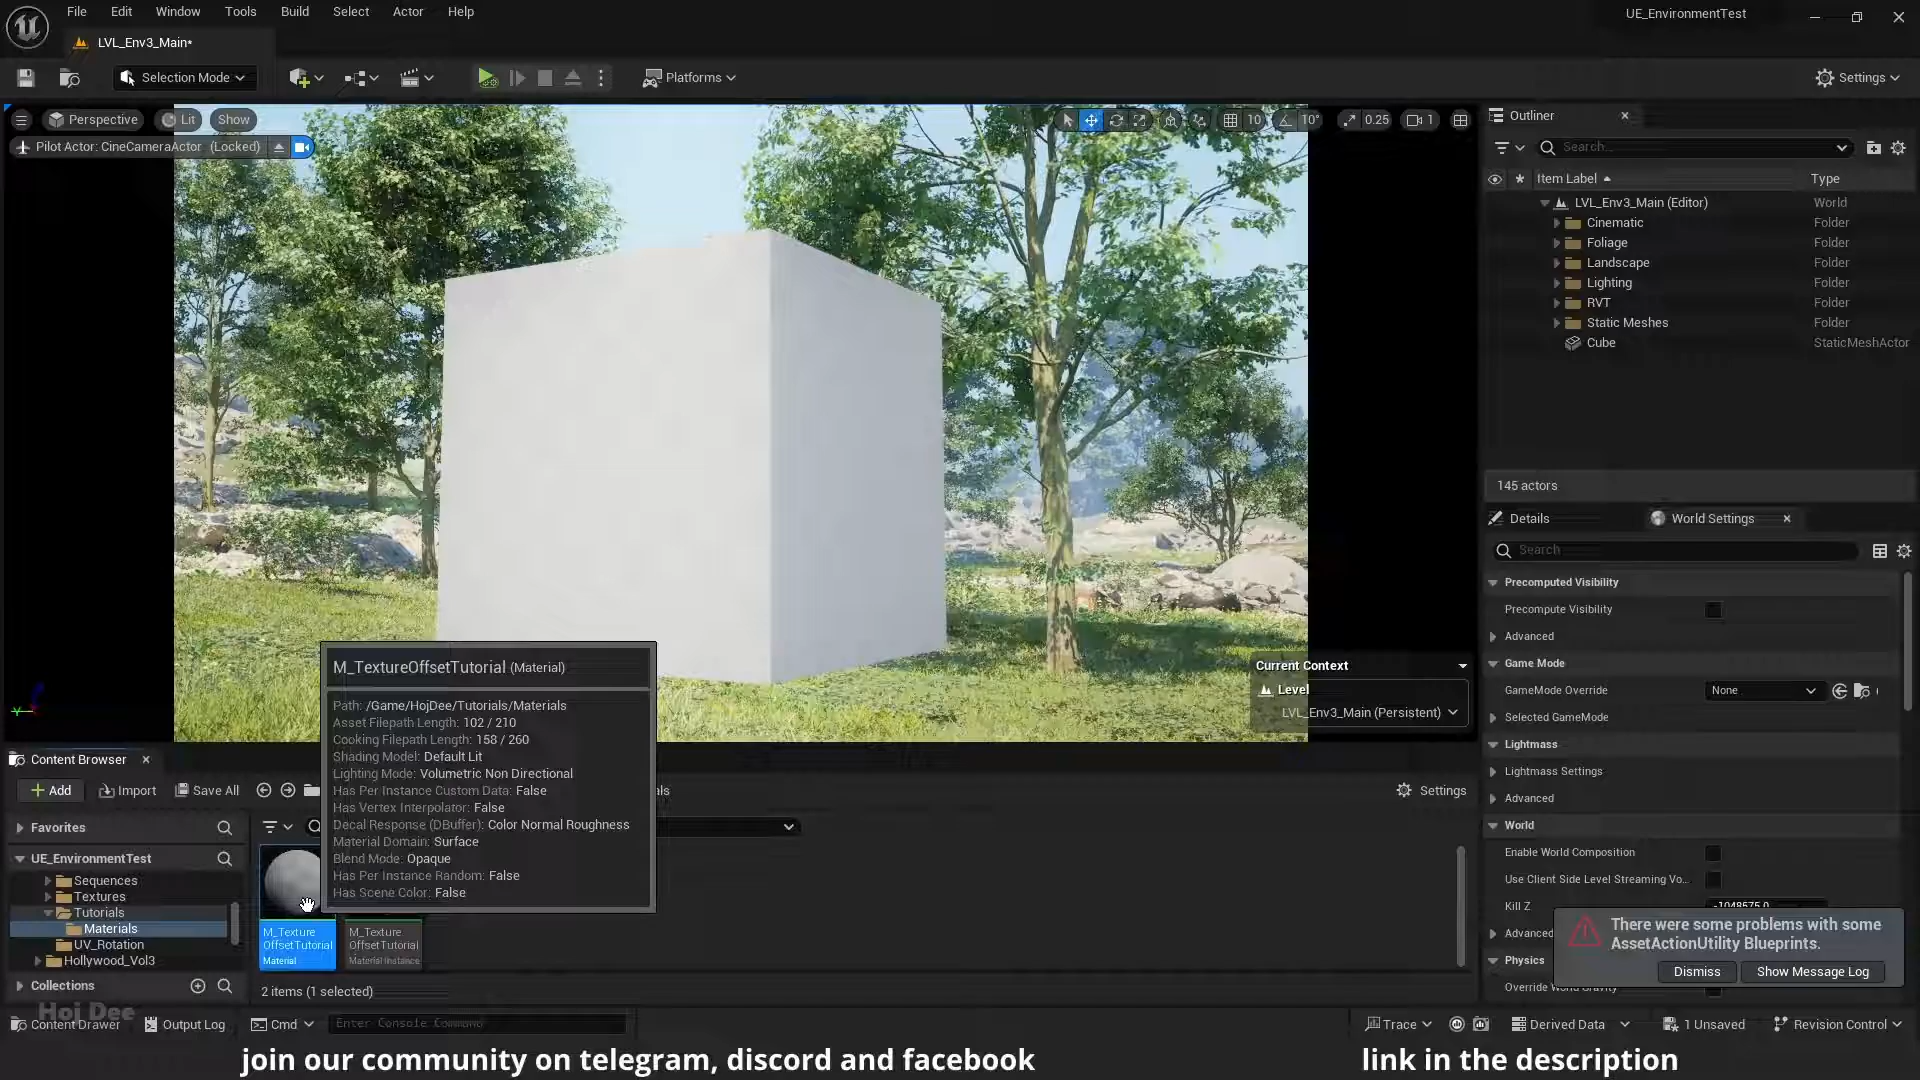 File Edit Window Tools Build Select Actor Help
UE_EnvironmentTest
LVL_Env3_Main*
Selection Mode
Platforms
Settings
Perspective Lit Show
10 10° 0.25 1
Pilot Actor: CineCameraActor (Locked)
Outliner
Search...
Item Label Type
LVL_Env3_Main (Editor) World
Cinematic Folder
Foliage Folder
Landscape Folder
Lighting Folder
RVT Folder
Static Meshes Folder
Cube StaticMeshActor
145 actors
Details World Settings
Search
Precomputed Visibility
Precompute Visibility
Advanced
Game Mode
GameMode Override None
Selected GameMode
Lightmass
Lightmass Settings
Advanced
World
Enable World Composition
Use Client Side Level Streaming Vo...
Kill Z -1048575.0
Advanced
Physics
Override World Gravity
There were some problems with some
AssetActionUtility Blueprints.
Dismiss Show Message Log
Current Context
Level
LVL_Env3_Main (Persistent)
M_TextureOffsetTutorial (Material)
Path: /Game/HojDee/Tutorials/Materials
Asset Filepath Length: 102 / 210
Cooking Filepath Length: 158 / 260
Shading Model: Default Lit
Lighting Mode: Volumetric Non Directional
Has Per Instance Custom Data: False
Has Vertex Interpolator: False
Decal Response (DBuffer): Color Normal Roughness
Material Domain: Surface
Blend Mode: Opaque
Has Per Instance Random: False
Has Scene Color: False
Content Browser
Add Import Save All
Settings
Favorites
UE_EnvironmentTest
Sequences
Textures
Tutorials
Materials
UV_Rotation
Hollywood_Vol3
Collections
M_Texture
OffsetTutorial
Material
M_Texture
OffsetTutorial
Material Instance
2 items (1 selected)
Hoj Dee
Content Drawer Output Log Cmd Enter Console Command
Trace Derived Data 1 Unsaved Revision Control
join our community on telegram, discord and facebook
link in the description